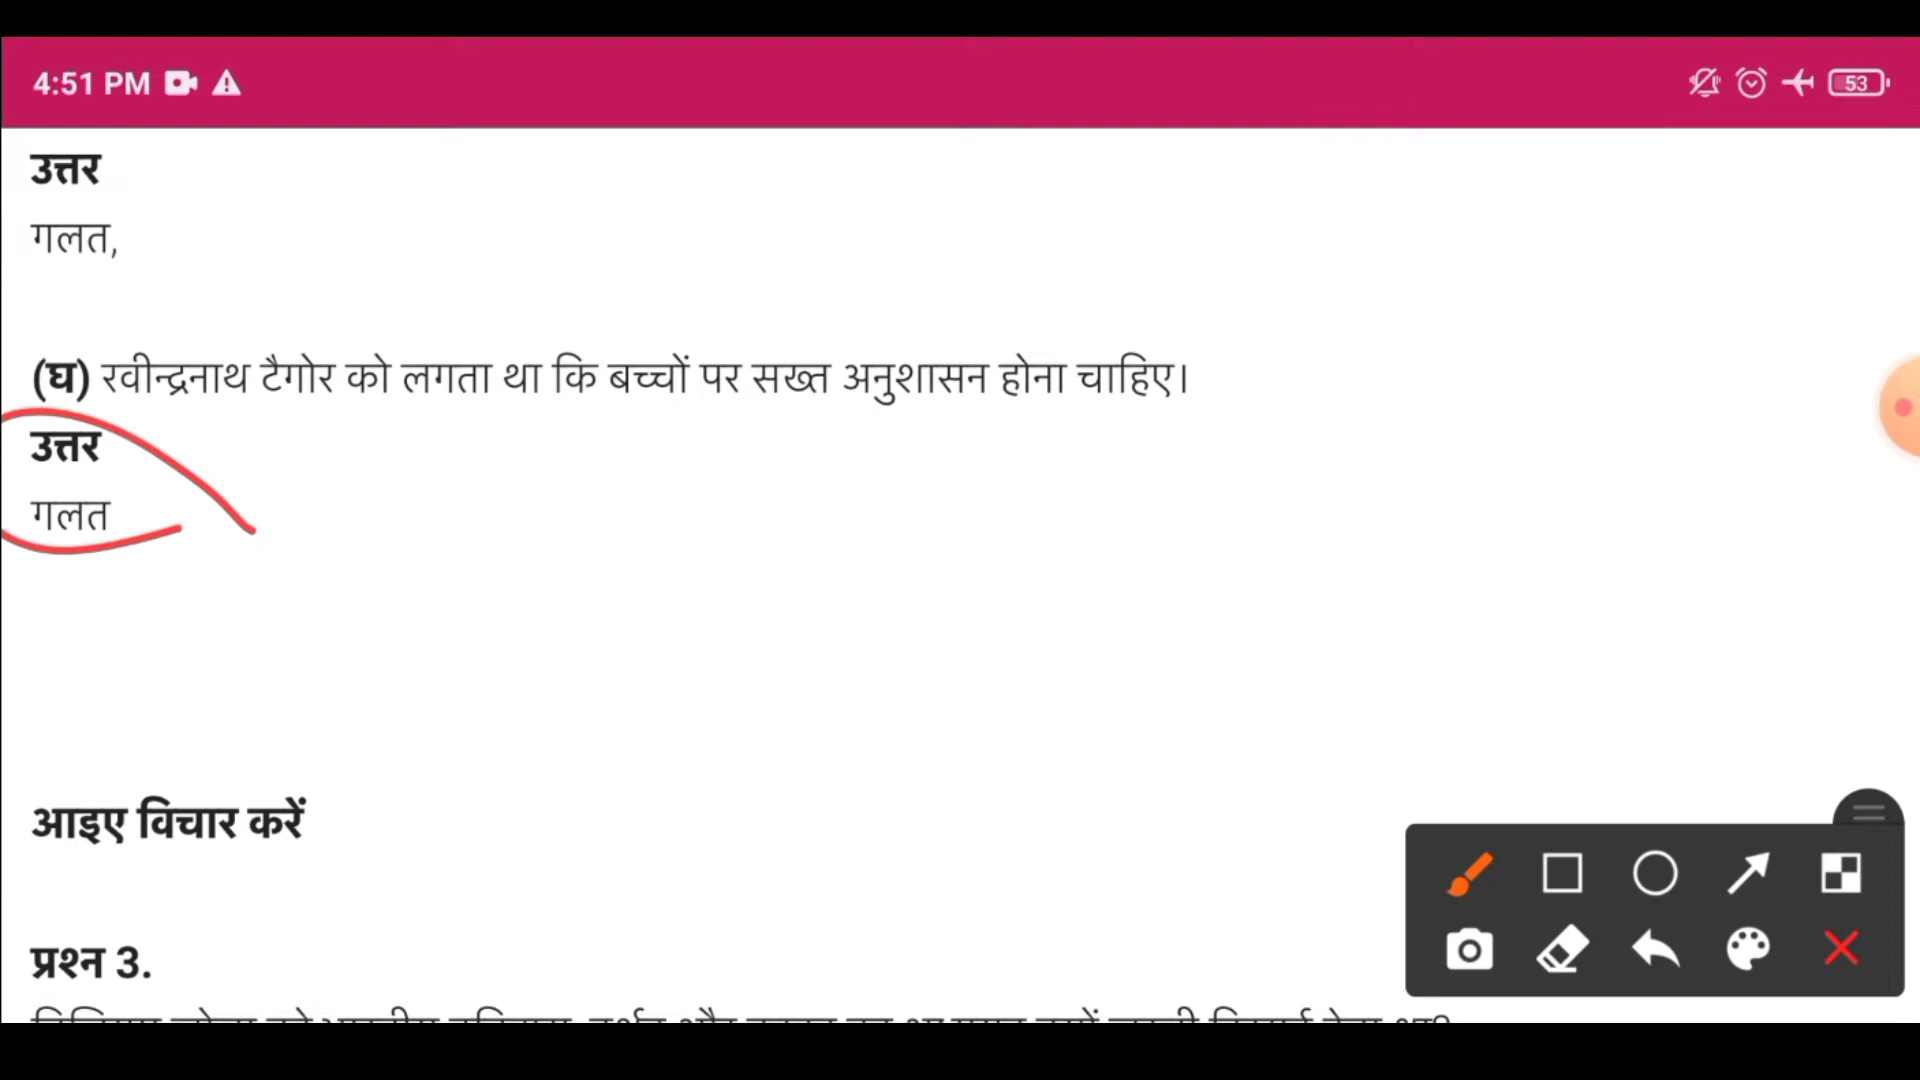 4:51 PM
53
उत्तर
गलत,
(घ) रवीन्द्रनाथ टैगोर को लगता था कि बच्चों पर सख्त अनुशासन होना चाहिए।
उत्तर
गलत
आइए विचार करें
प्रश्न 3.